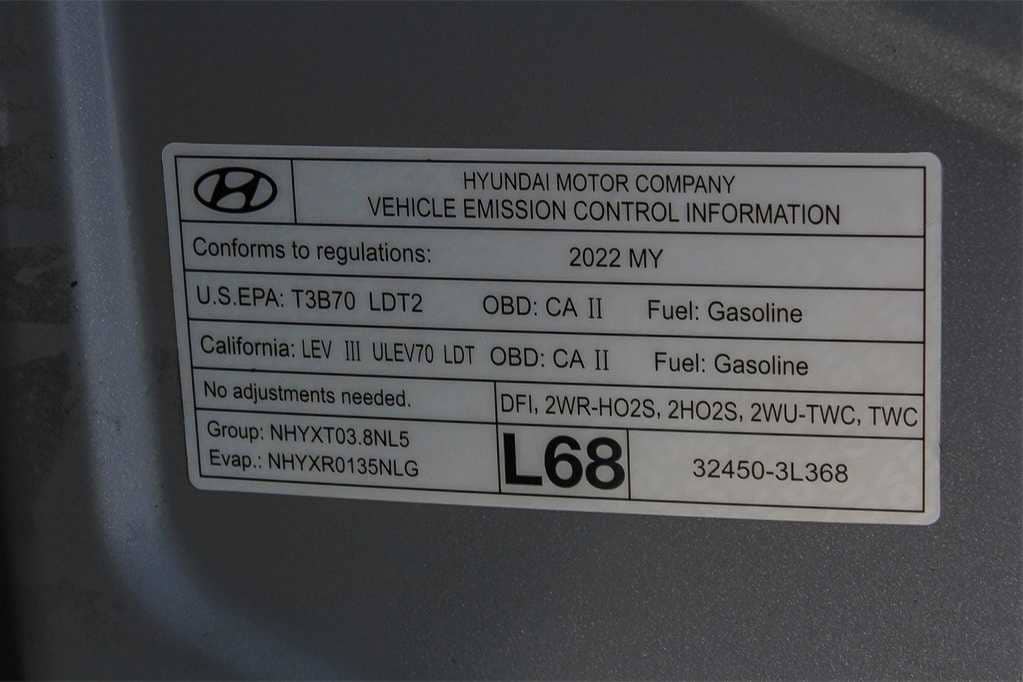 HYUNDAI MOTOR COMPANY
VEHICLE EMISSION CONTROL INFORMATION
Conforms to regulations: 2022 MY
U.S.EPA: T3B70 LDT2 OBD: CA II Fuel: Gasoline
California: LEV III ULEV70 LDT OBD: CA II Fuel: Gasoline
No adjustments needed.
DFI, 2WR-HO2S, 2HO2S, 2WU-TWC, TWC
Group: NHYXT03.8NL5
Evap.: NHYXR0135NLG
L68
32450-3L368